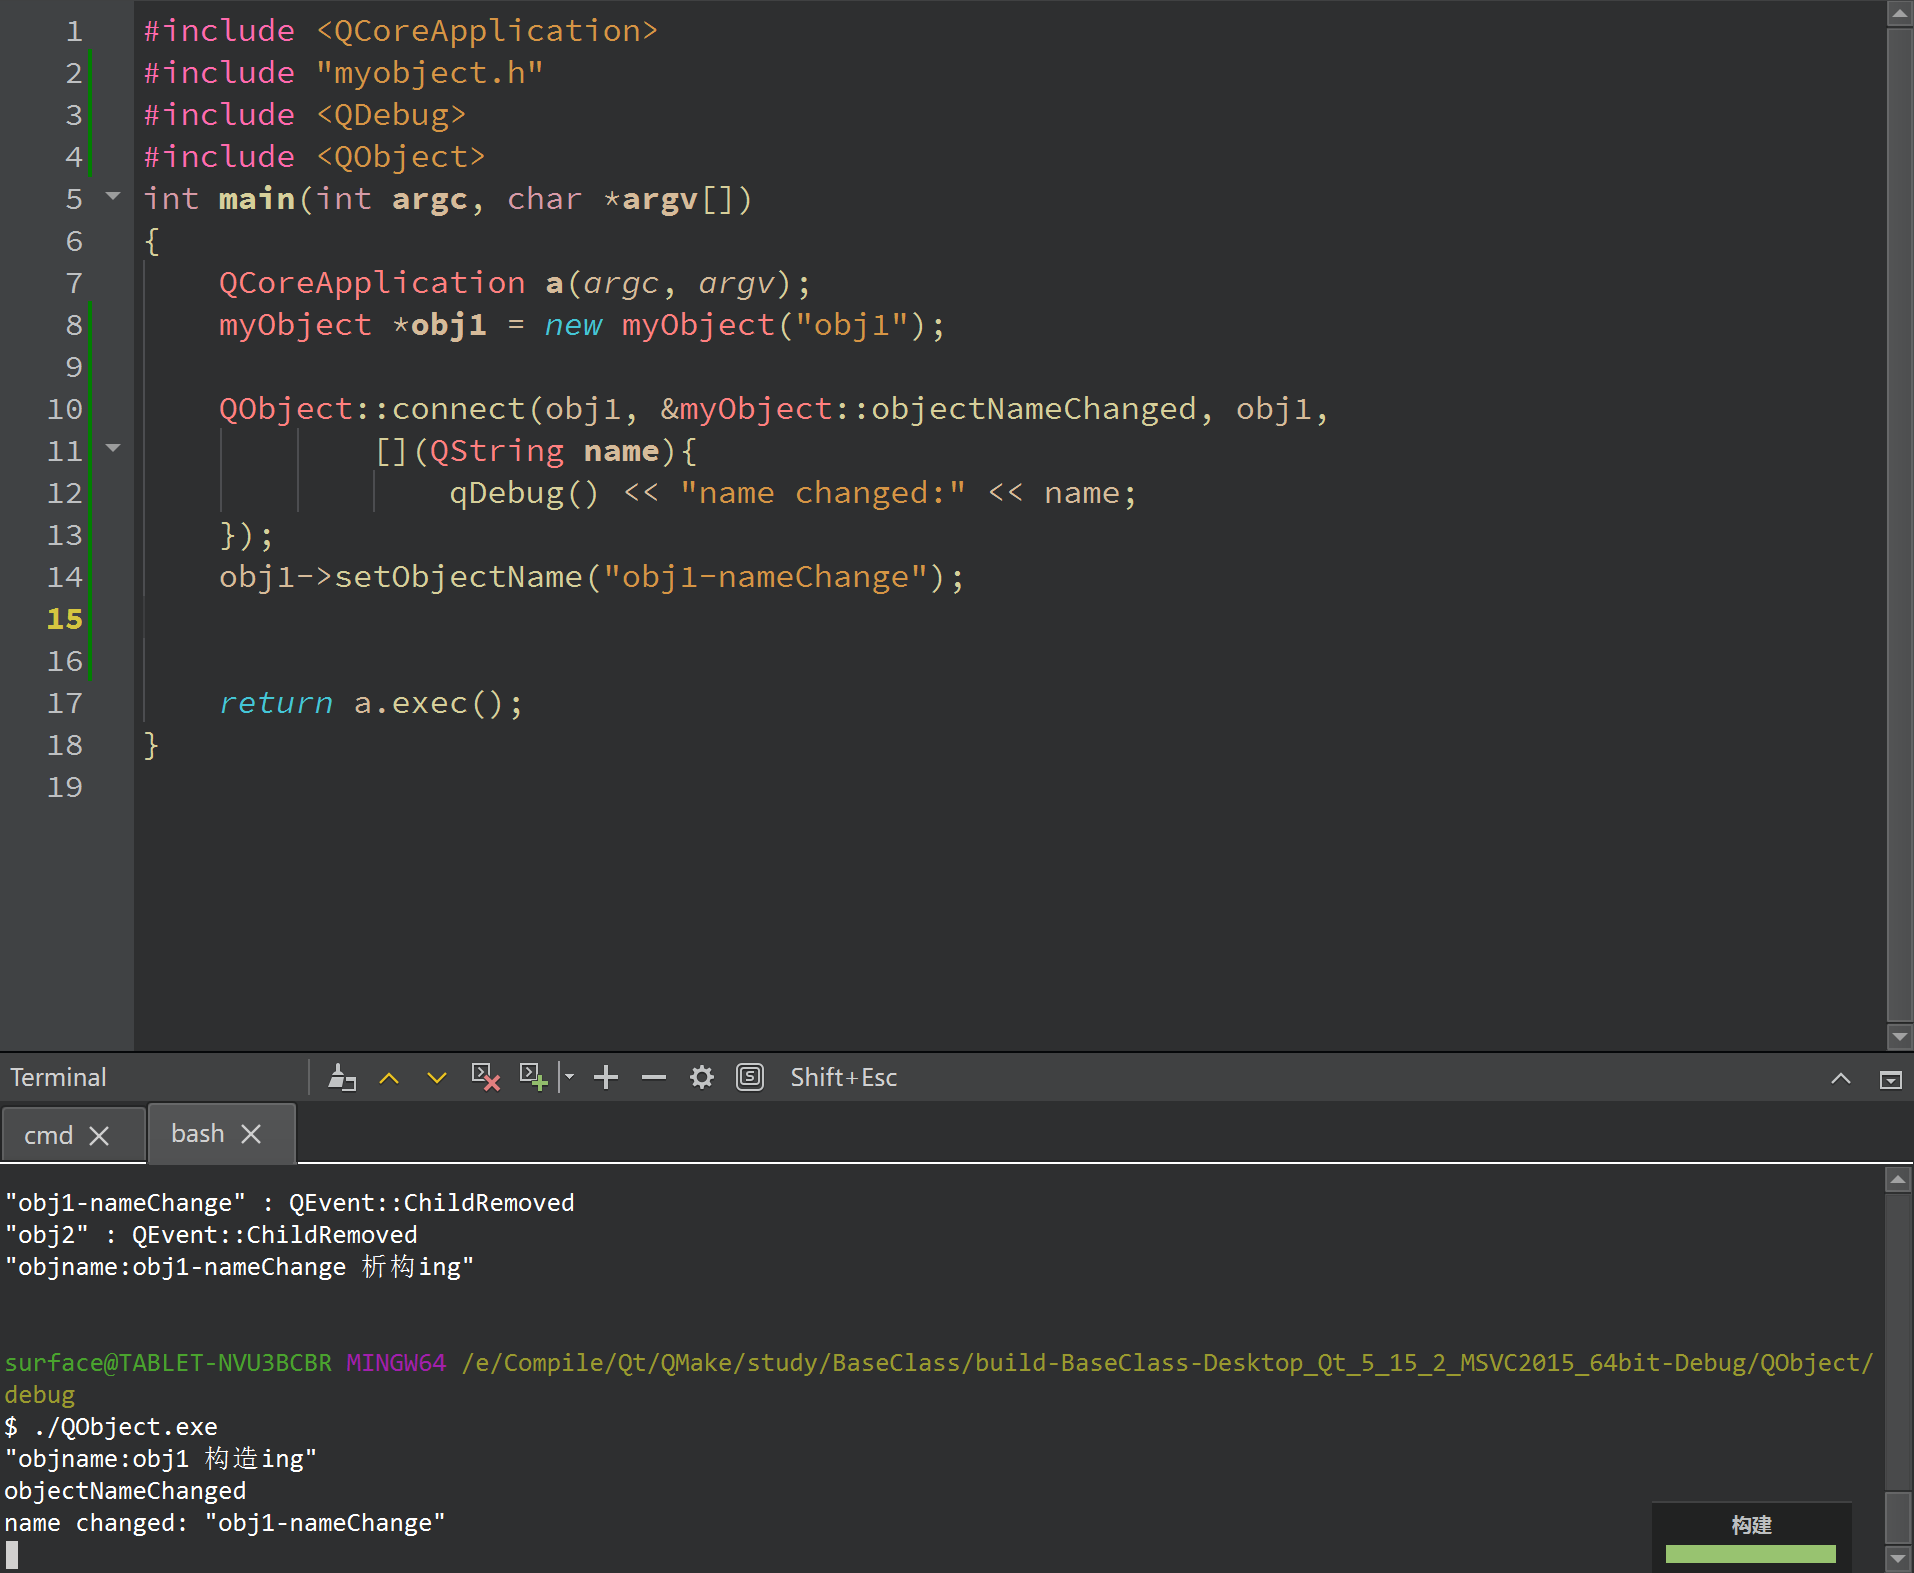 1 #include <QCoreApplication>
2 #include "myobject.h"
3 #include <QDebug>
4 #include <QObject>
5 int main(int argc, char *argv[])
6 {
7     QCoreApplication a(argc, argv);
8     myObject *obj1 = new myObject("obj1");
9
10     QObject::connect(obj1, &myObject::objectNameChanged, obj1,
11             [](QString name){
12                 qDebug() << "name changed:" << name;
13     });
14     obj1->setObjectName("obj1-nameChange");
15
16
17     return a.exec();
18 }
19
Terminal Shift+Esc
cmd bash
"obj1-nameChange" : QEvent::ChildRemoved
"obj2" : QEvent::ChildRemoved
"objname:obj1-nameChange 析构ing"
surface@TABLET-NVU3BCBR MINGW64 /e/Compile/Qt/QMake/study/BaseClass/build-BaseClass-Desktop_Qt_5_15_2_MSVC2015_64bit-Debug/QObject/
debug
$ ./QObject.exe
"objname:obj1 构造ing"
objectNameChanged
name changed: "obj1-nameChange"
构建